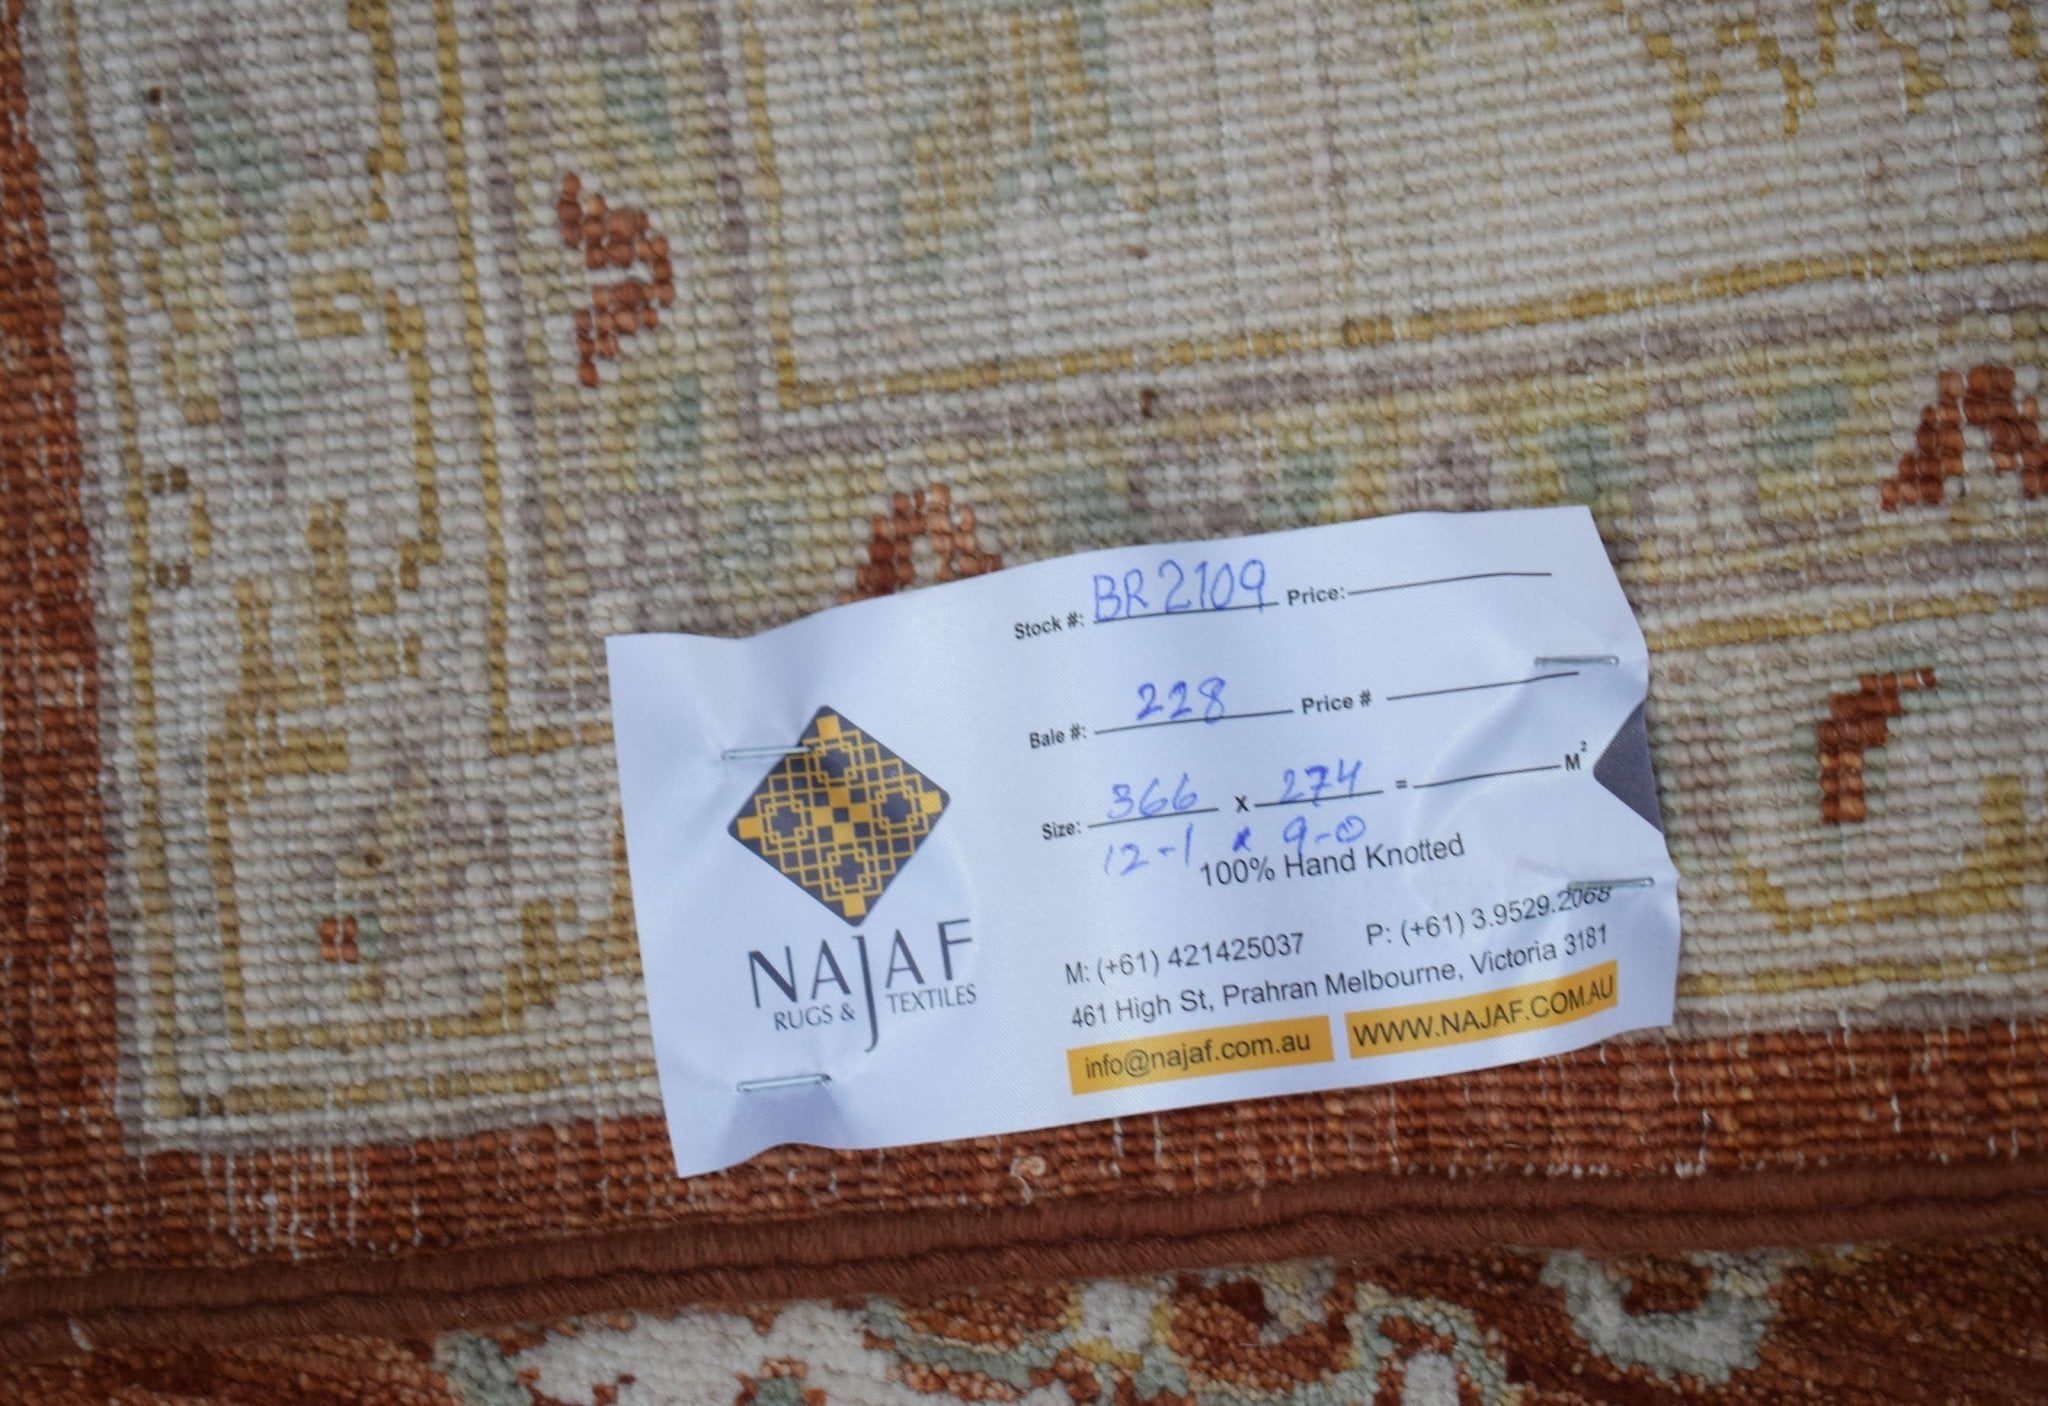 Stock #: BR2109 Price:
Bale #: 228 Price #
Size: 366 x 274 = M²
12-1 x 9-0
100% Hand Knotted
NAJAF
RUGS & TEXTILES
M: (+61) 421425037 P: (+61) 3.9529.2068
461 High St, Prahran Melbourne, Victoria 3181
info@najaf.com.au WWW.NAJAF.COM.AU